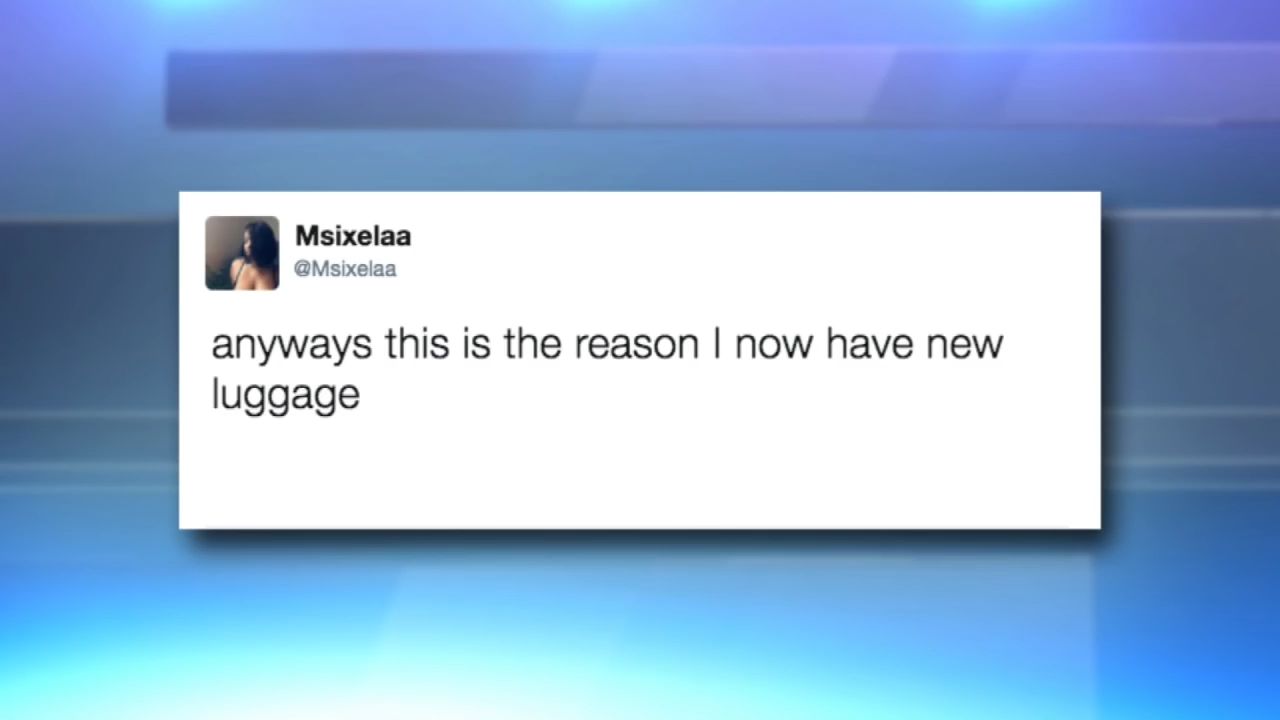 Msixelaa
@Msixelaa
anyways this is the reason I now have new
luggage